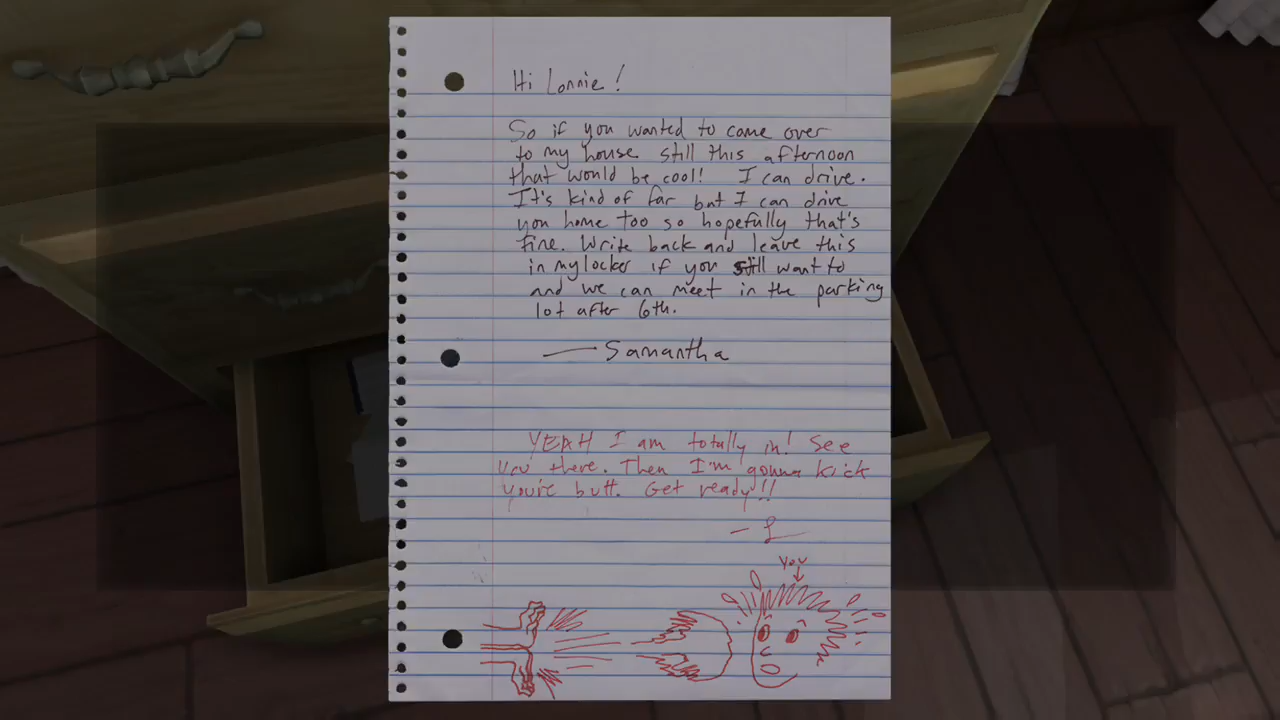 Hi Lonnie!
So if you wanted to come over
to my house still this afternoon
that would be cool! I can drive.
It's kind of far but I can drive
you home too so hopefully that's
fine. Write back and leave this
in my locker if you still want to
and we can meet in the parking
lot after 6th.
— Samantha
YEAH I am totally in! See
you there. Then I'm gonna kick
you're butt. Get ready!!
- L
you